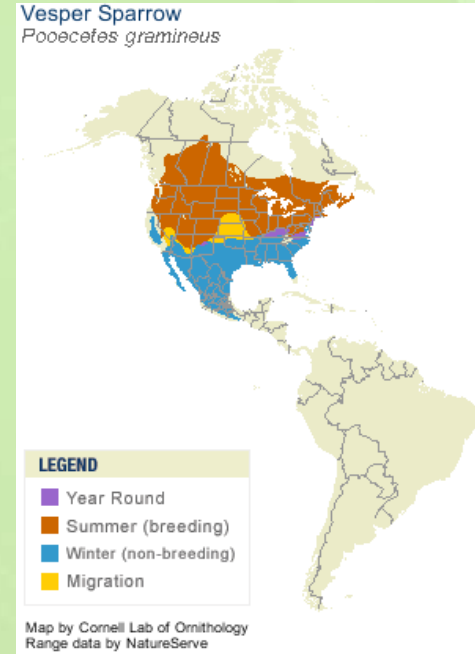 Vesper Sparrow
Pooecetes gramineus
LEGEND
Year Round
Summer (breeding)
Winter (non-breeding)
Migration
Map by Cornell Lab of Ornithology
Range data by NatureServe